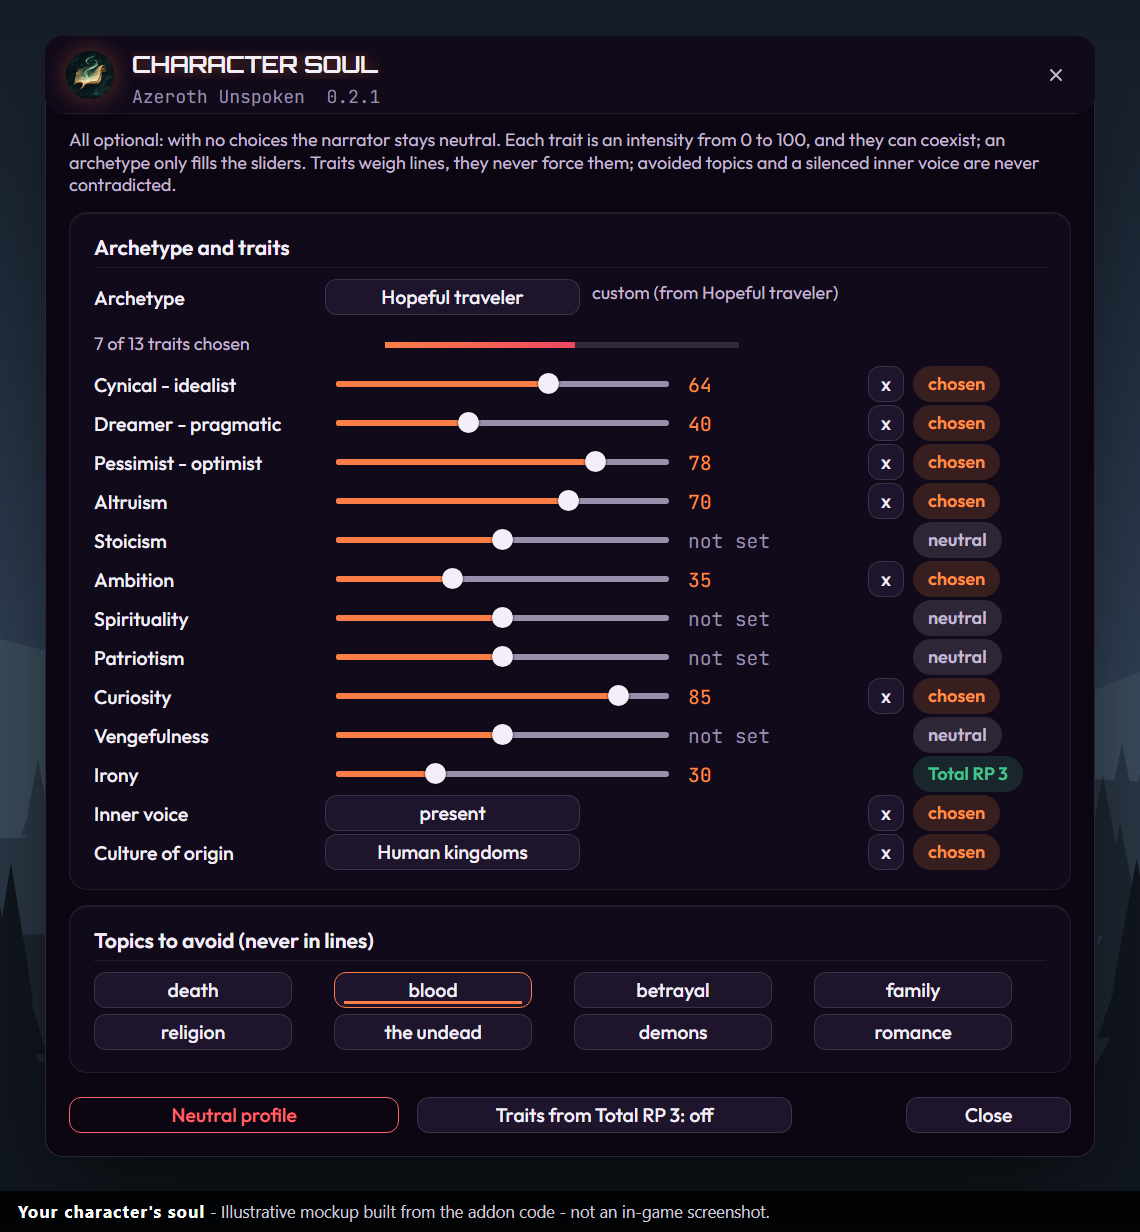 CHARACTER SOUL
Azeroth Unspoken 0.2.1
All optional: with no choices the narrator stays neutral. Each trait is an intensity from 0 to 100, and they can coexist; an
archetype only fills the sliders. Traits weigh lines, they never force them; avoided topics and a silenced inner voice are never
contradicted.
Archetype and traits
Archetype Hopeful traveler custom (from Hopeful traveler)
7 of 13 traits chosen
Cynical - idealist 64 x chosen
Dreamer - pragmatic 40 x chosen
Pessimist - optimist 78 x chosen
Altruism 70 x chosen
Stoicism not set neutral
Ambition 35 x chosen
Spirituality not set neutral
Patriotism not set neutral
Curiosity 85 x chosen
Vengefulness not set neutral
Irony 30 Total RP 3
Inner voice present x chosen
Culture of origin Human kingdoms x chosen
Topics to avoid (never in lines)
death blood betrayal family
religion the undead demons romance
Neutral profile Traits from Total RP 3: off Close
Your character's soul - Illustrative mockup built from the addon code - not an in-game screenshot.